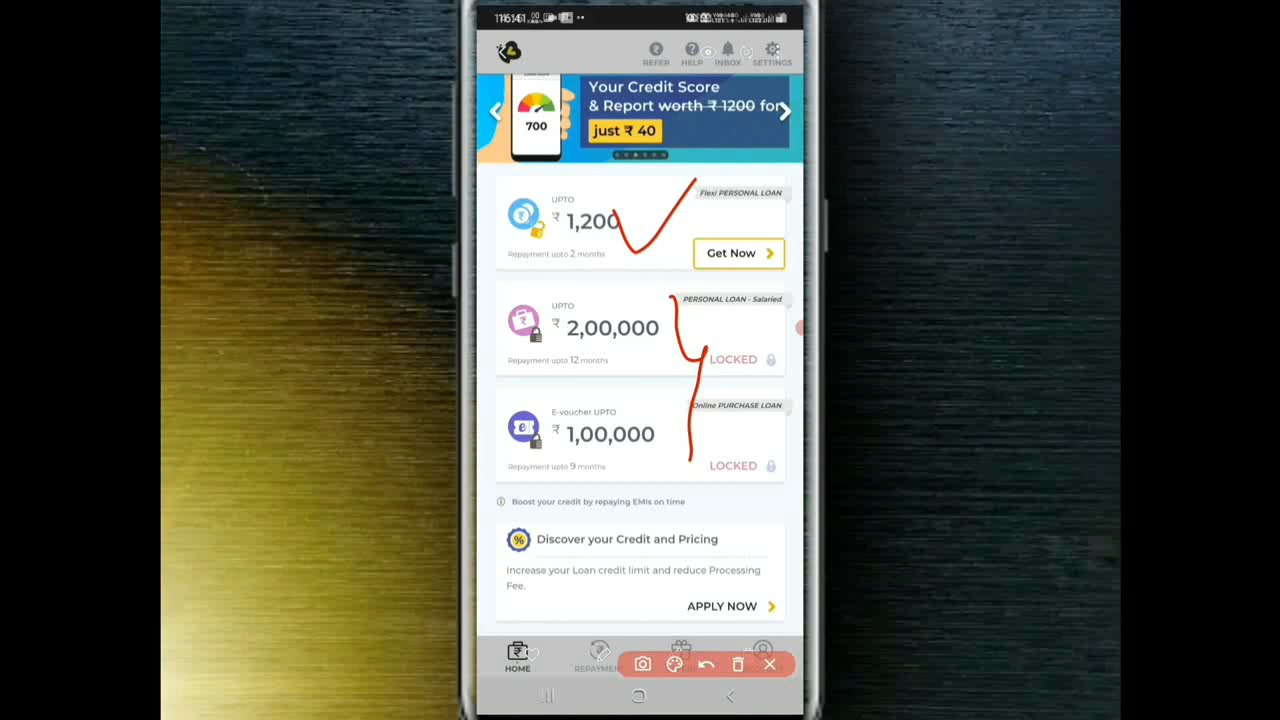 REFER
HELP
INBOX
SETTINGS
Your Credit Score
& Report worth ₹ 1200 for
just ₹ 40
700
Flexi PERSONAL LOAN
UPTO
₹ 1,200
Repayment upto 2 months
Get Now
PERSONAL LOAN - Salaried
UPTO
₹ 2,00,000
Repayment upto 12 months
LOCKED
Online PURCHASE LOAN
E-voucher UPTO
₹ 1,00,000
Repayment upto 9 months
LOCKED
Boost your credit by repaying EMIs on time
Discover your Credit and Pricing
Increase your Loan credit limit and reduce Processing
Fee.
APPLY NOW
HOME